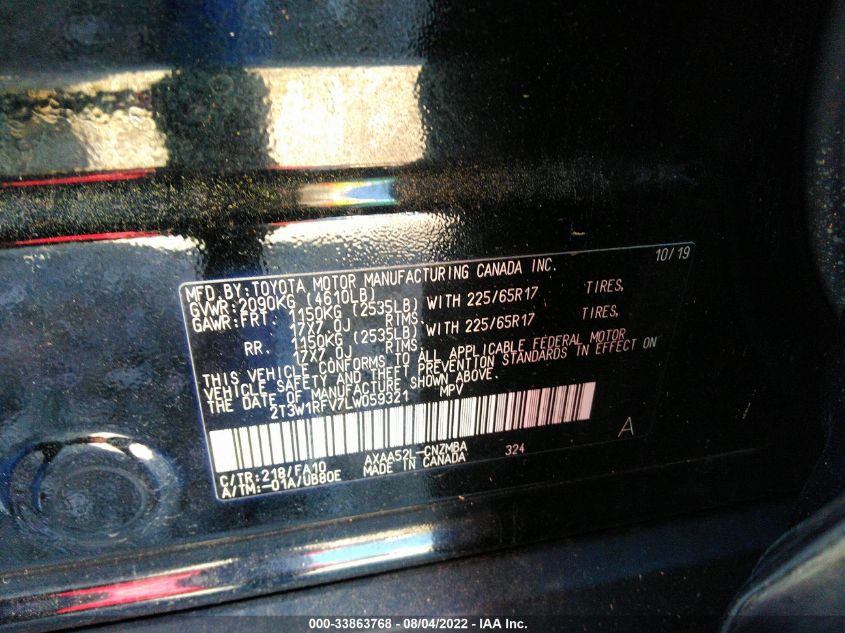 MFD.BY:TOYOTA MOTOR MANUFACTURING CANADA INC. 10/19
GVWR:2090KG (4610LB)
GAWR:FRT. 1150KG (2535LB) WITH 225/65R17 TIRES,
17X7.0J RIMS,
RR. 1150KG (2535LB) WITH 225/65R17 TIRES,
17X7.0J RIMS
THIS VEHICLE CONFORMS TO ALL APPLICABLE FEDERAL MOTOR
VEHICLE SAFETY AND THEFT PREVENTION STANDARDS IN EFFECT ON
THE DATE OF MANUFACTURE SHOWN ABOVE.
2T3W1RFV7LW059321 MPV
A
C/TR:218/FA10 AXAA52L-CNZMBA 324
A/TM:-01A/UB80E MADE IN CANADA
000-33863768 - 08/04/2022 - IAA Inc.